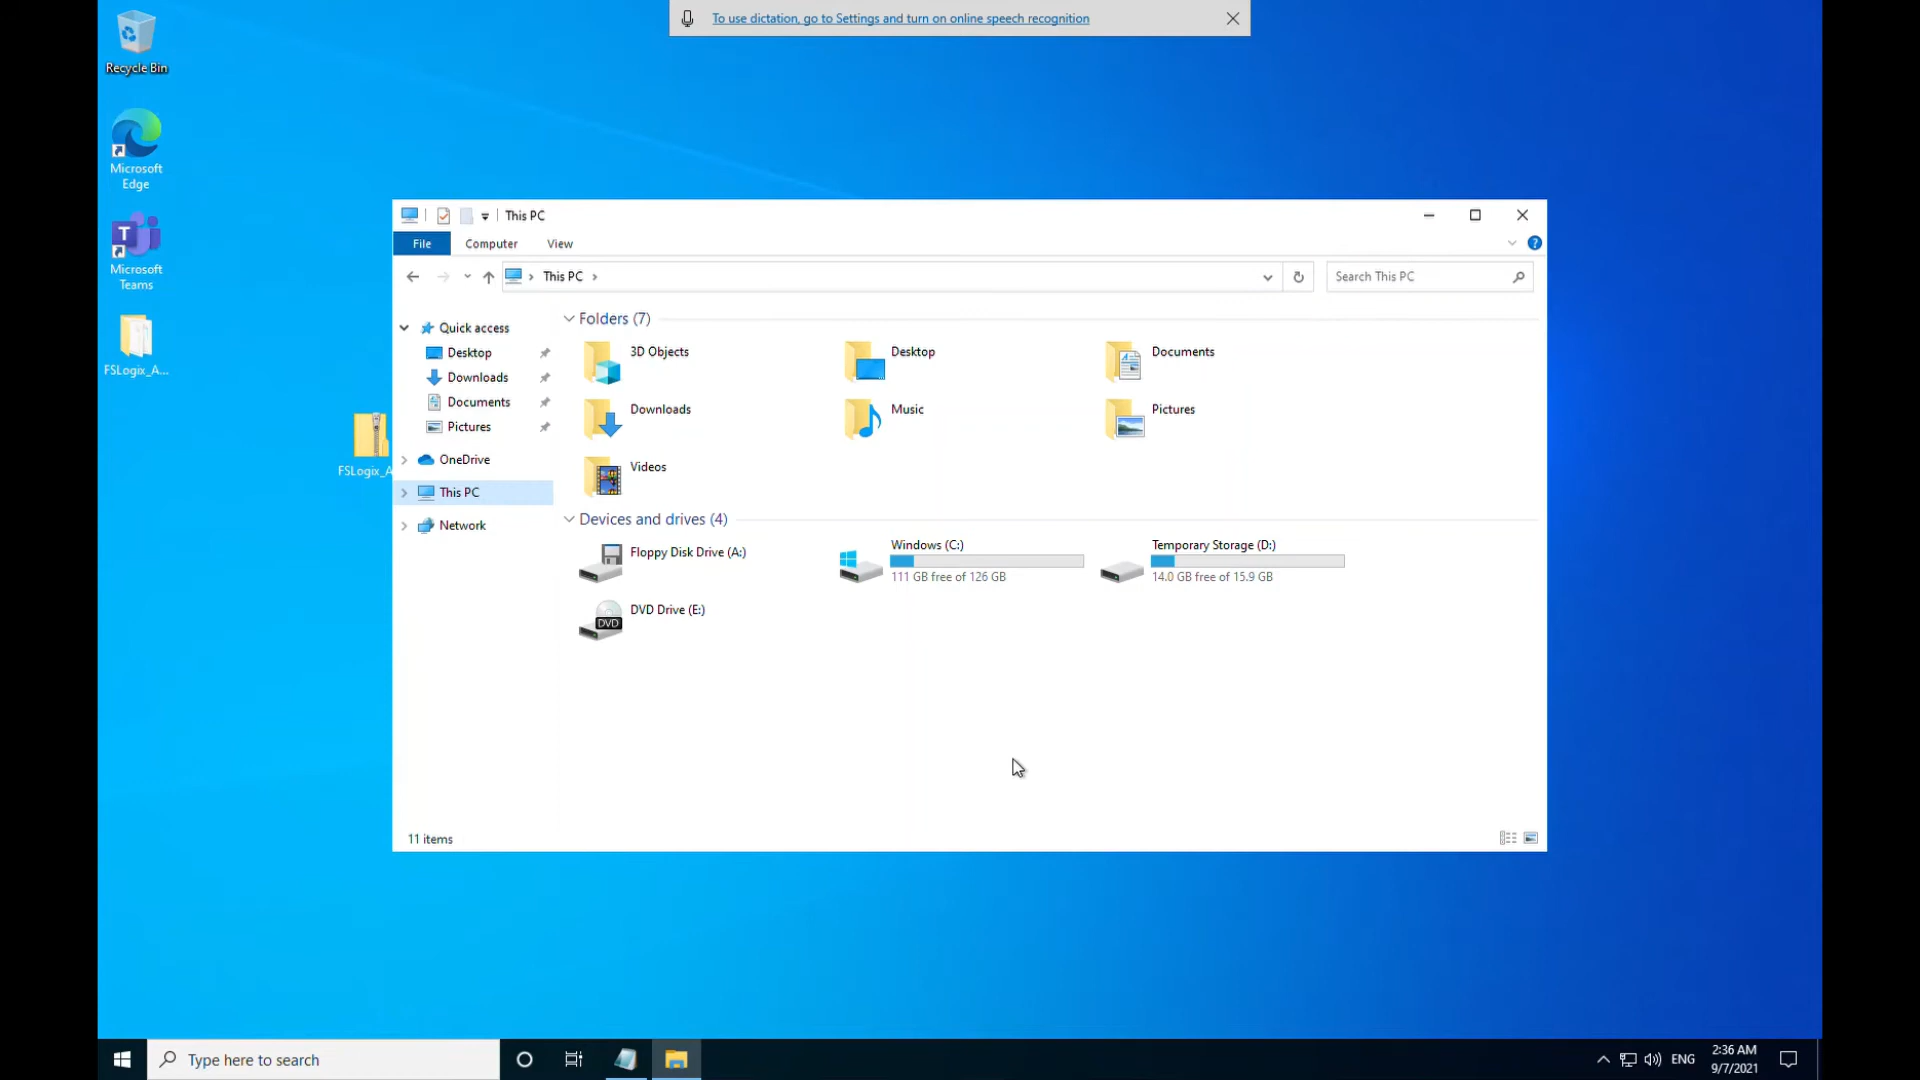 To use dictation, go to Settings and turn on online speech recognition
Recycle Bin
Microsoft
Edge
T
Microsoft
Teams
FSLogix_A...
FSLogix_A
This PC
File
Computer
View
?
This PC
Search This PC
Quick access
Desktop
Downloads
Documents
Pictures
OneDrive
This PC
Network
Folders (7)
3D Objects
Desktop
Documents
Downloads
Music
Pictures
Videos
Devices and drives (4)
Floppy Disk Drive (A:)
Windows (C:)
111 GB free of 126 GB
Temporary Storage (D:)
14.0 GB free of 15.9 GB
DVD
DVD Drive (E:)
11 items
Type here to search
ENG
2:36 AM
9/7/2021